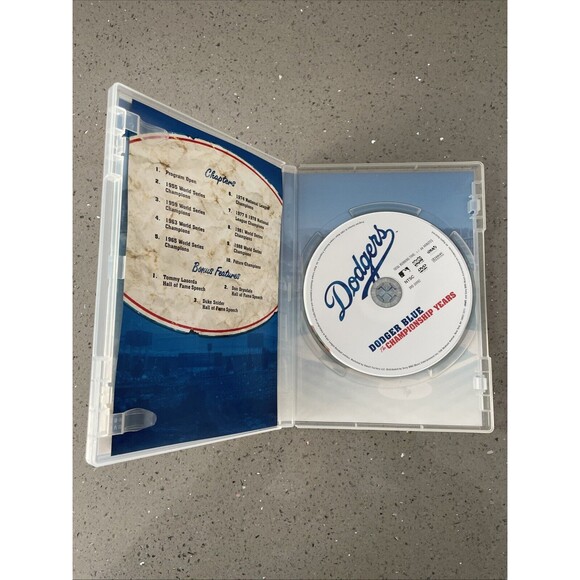 Chapters
1. Program Open
2. 1955 World Series
Champions
3. 1959 World Series
Champions
4. 1963 World Series
Champions
5. 1965 World Series
Champions
6. 1974 National League
Champions
7. 1977 & 1978 National
League Champions
8. 1981 World Series
Champions
9. 1988 World Series
Champions
10. Future Champions
Bonus Features
1. Tommy Lasorda
Hall of Fame Speech
2. Don Drysdale
Hall of Fame Speech
3. Duke Snider
Hall of Fame Speech
Dodgers
NTSC
DVD
DODGER BLUE
The CHAMPIONSHIP YEARS